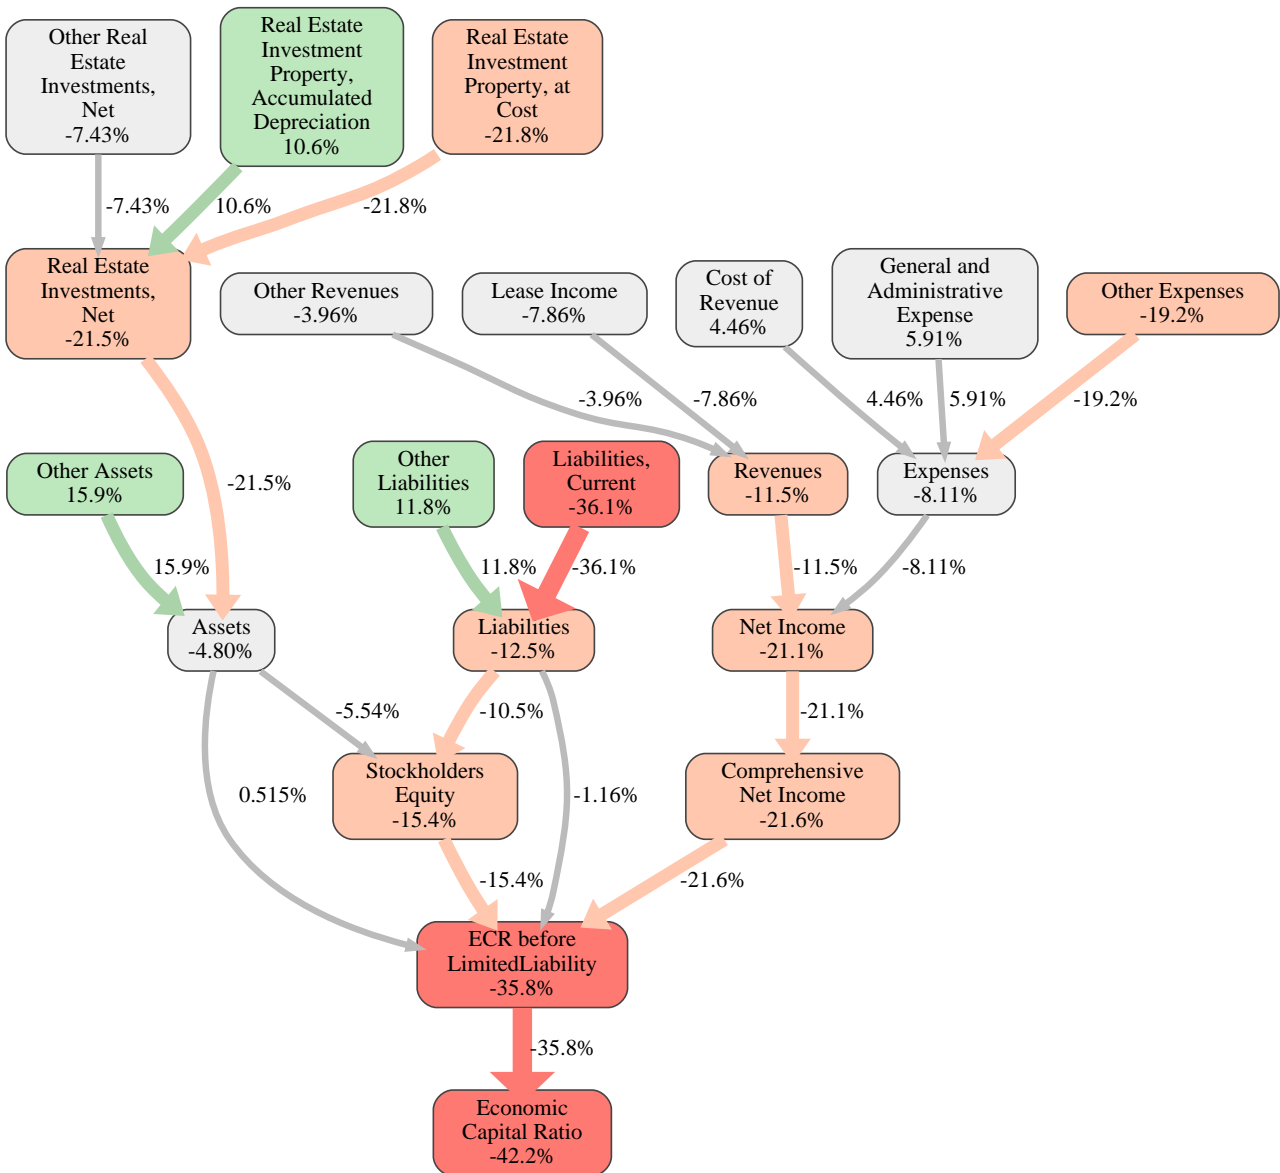 Other Real
Estate
Investments,
Net
-7.43%
Real Estate
Investment
Property,
Accumulated
Depreciation
10.6%
Real Estate
Investment
Property, at
Cost
-21.8%
-7.43%
10.6%
-21.8%
Real Estate
Investments,
Net
-21.5%
Other Revenues
-3.96%
Lease Income
-7.86%
Cost of
Revenue
4.46%
General and
Administrative
Expense
5.91%
Other Expenses
-19.2%
-3.96%
-7.86%
4.46%
5.91%
-19.2%
Other Assets
15.9%
-21.5%
Other
Liabilities
11.8%
Liabilities,
Current
-36.1%
Revenues
-11.5%
Expenses
-8.11%
15.9%
11.8%
-36.1%
-11.5%
-8.11%
Assets
-4.80%
Liabilities
-12.5%
Net Income
-21.1%
-5.54%
-10.5%
-21.1%
0.515%
Stockholders
Equity
-15.4%
-1.16%
Comprehensive
Net Income
-21.6%
-15.4%
-21.6%
ECR before
LimitedLiability
-35.8%
-35.8%
Economic
Capital Ratio
-42.2%